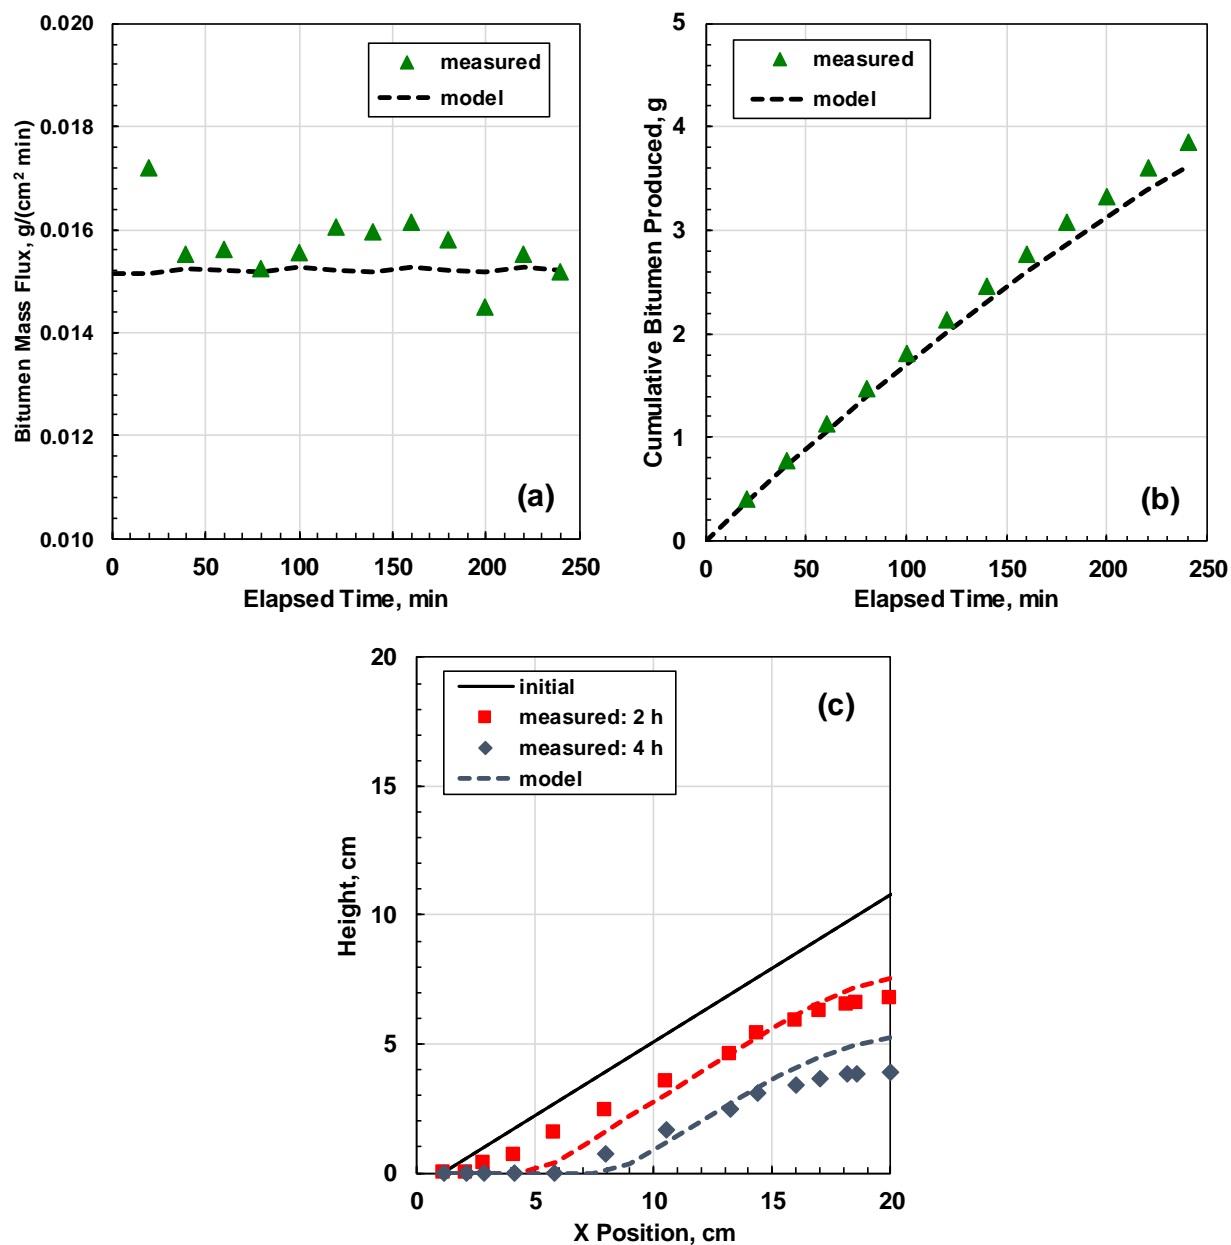 0.020
0.018
0.016
0.014
0.012
0.010
Bitumen Mass Flux, g/(cm² min)
measured
model
(a)
0 50 100 150 200 250
Elapsed Time, min
5
4
3
2
1
0
Cumulative Bitumen Produced, g
measured
model
(b)
0 50 100 150 200 250
Elapsed Time, min
20
15
10
5
0
Height, cm
initial
measured: 2 h
measured: 4 h
model
(c)
0 5 10 15 20
X Position, cm